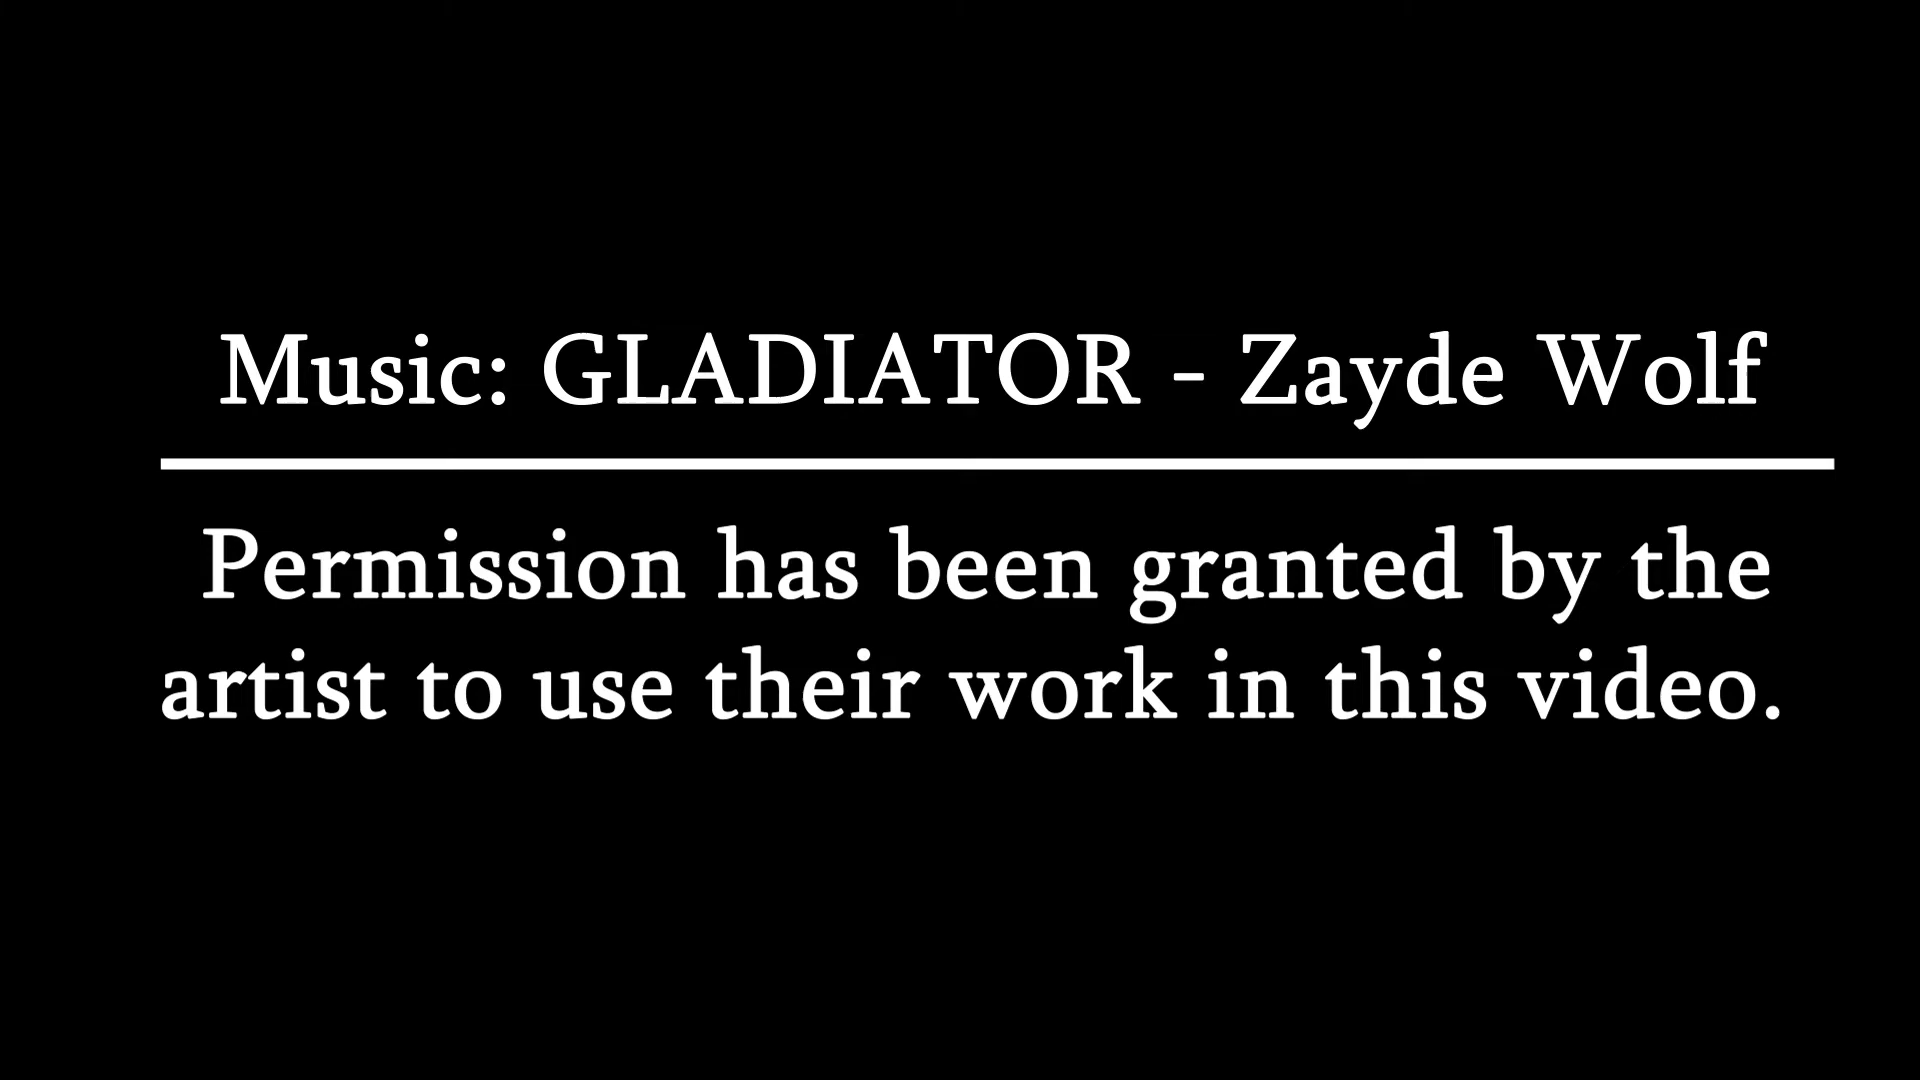 Music: GLADIATOR - Zayde Wolf
Permission has been granted by the
artist to use their work in this video.